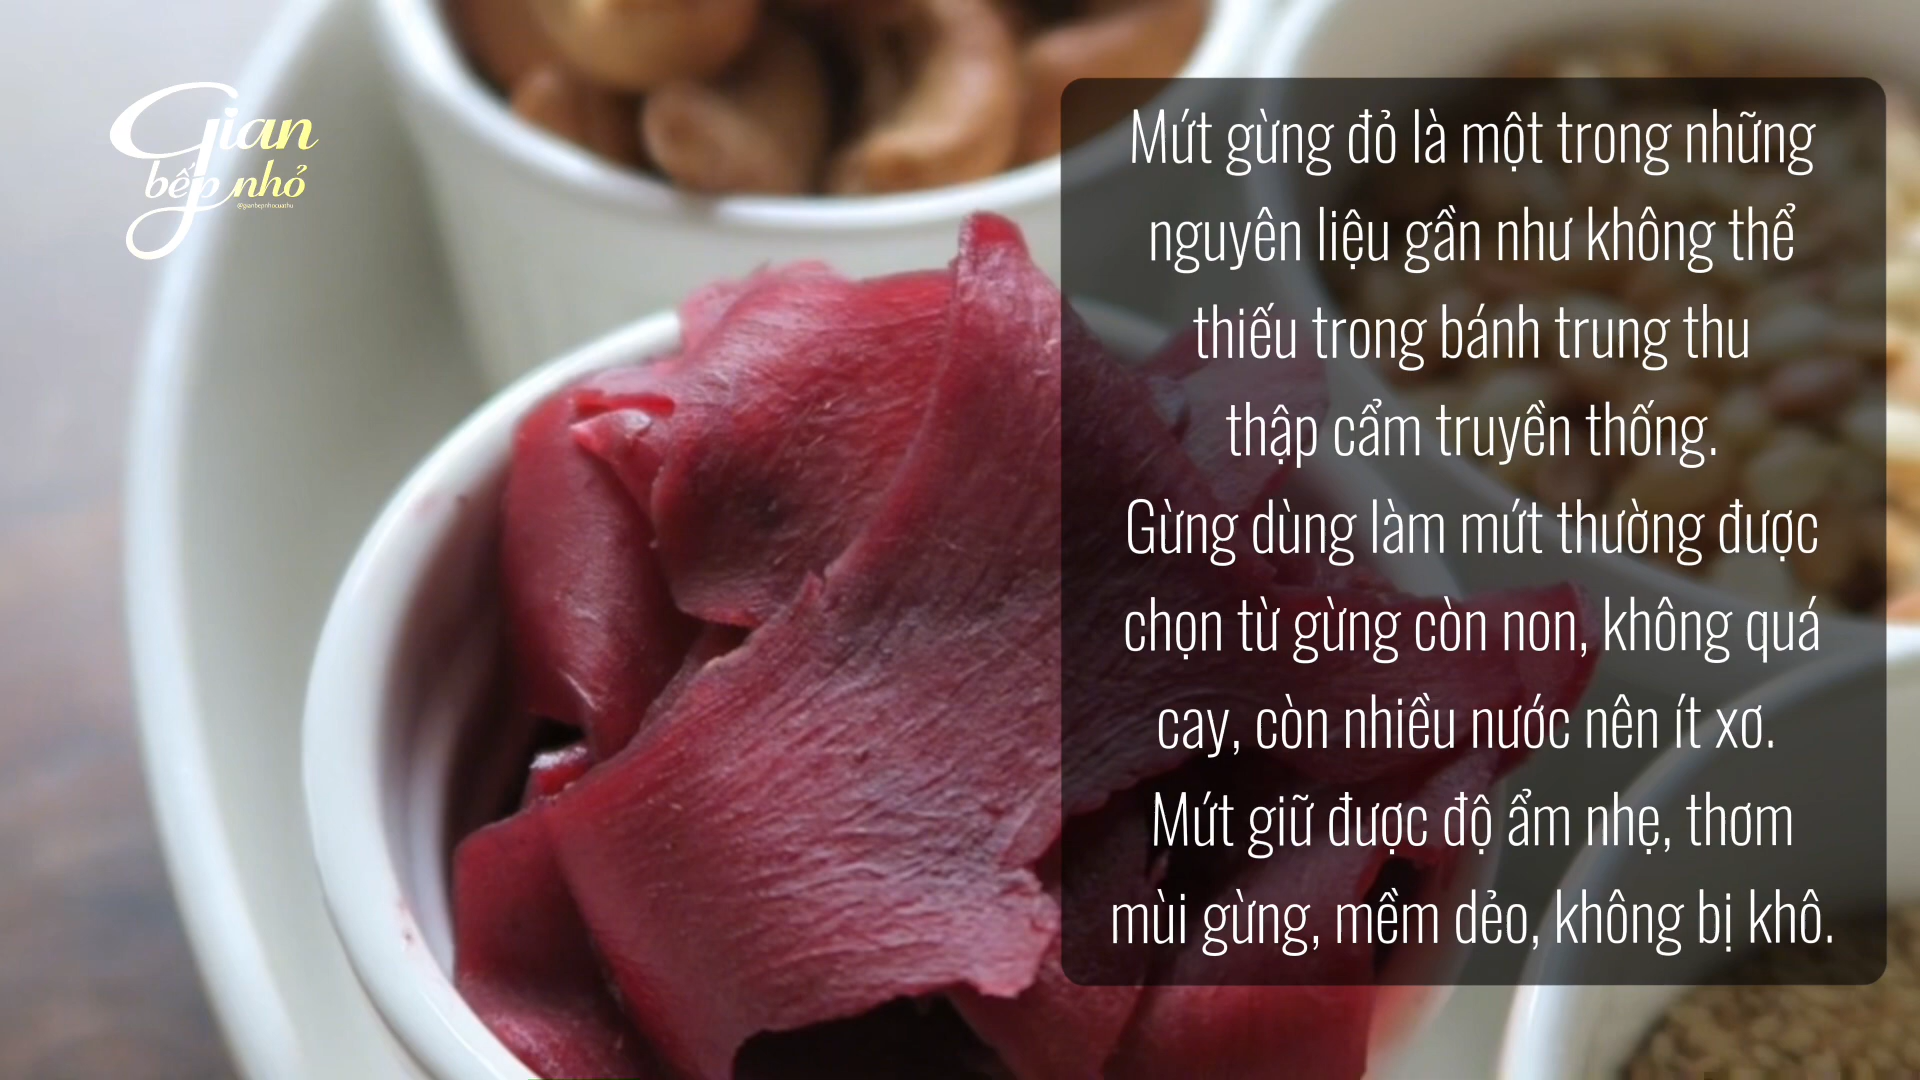 Gian
bếp nhỏ
@gianbepnhocuathu
Mứt gừng đỏ là một trong những
nguyên liệu gần như không thể
thiếu trong bánh trung thu
thập cẩm truyền thống.
Gừng dùng làm mứt thường được
chọn từ gừng còn non, không quá
cay, còn nhiều nước nên ít xơ.
Mứt giữ được độ ẩm nhẹ, thơm
mùi gừng, mềm dẻo, không bị khô.